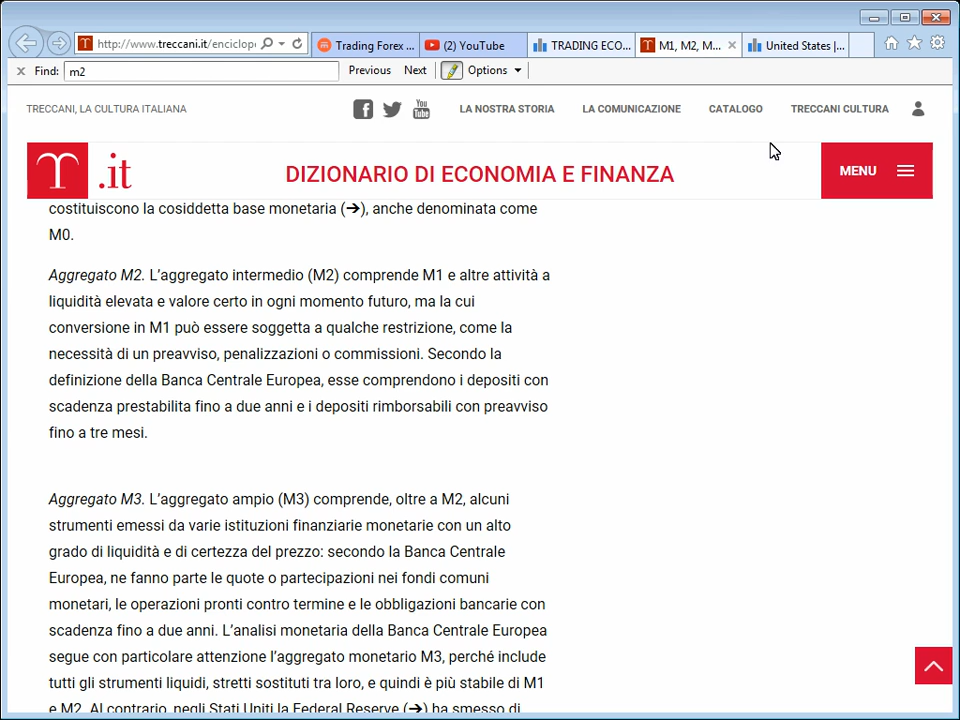 http://www.treccani.it/enciclop
Trading Forex ...
(2) YouTube
TRADING ECO...
M1, M2, M...
United States |...
Find: m2 Previous Next Options
TRECCANI, LA CULTURA ITALIANA
You Tube
LA NOSTRA STORIA
LA COMUNICAZIONE
CATALOGO
TRECCANI CULTURA
T .it
DIZIONARIO DI ECONOMIA E FINANZA
MENU
costituiscono la cosiddetta base monetaria (➔), anche denominata come
M0.
Aggregato M2. L’aggregato intermedio (M2) comprende M1 e altre attività a
liquidità elevata e valore certo in ogni momento futuro, ma la cui
conversione in M1 può essere soggetta a qualche restrizione, come la
necessità di un preavviso, penalizzazioni o commissioni. Secondo la
definizione della Banca Centrale Europea, esse comprendono i depositi con
scadenza prestabilita fino a due anni e i depositi rimborsabili con preavviso
fino a tre mesi.
Aggregato M3. L’aggregato ampio (M3) comprende, oltre a M2, alcuni
strumenti emessi da varie istituzioni finanziarie monetarie con un alto
grado di liquidità e di certezza del prezzo: secondo la Banca Centrale
Europea, ne fanno parte le quote o partecipazioni nei fondi comuni
monetari, le operazioni pronti contro termine e le obbligazioni bancarie con
scadenza fino a due anni. L’analisi monetaria della Banca Centrale Europea
segue con particolare attenzione l’aggregato monetario M3, perché include
tutti gli strumenti liquidi, stretti sostituti tra loro, e quindi è più stabile di M1
e M2. Al contrario, negli Stati Uniti la Federal Reserve (➔) ha smesso di